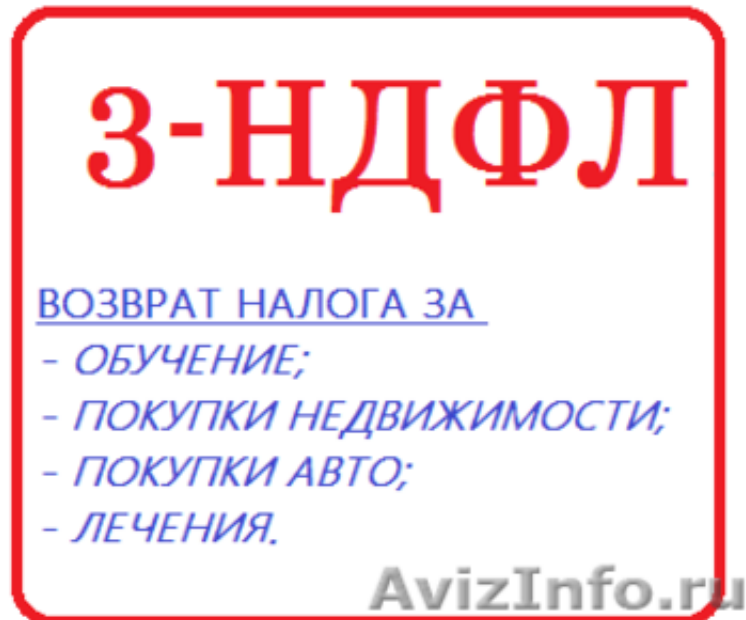 3-НДФЛ
ВОЗВРАТ НАЛОГА ЗА
- ОБУЧЕНИЕ;
- ПОКУПКИ НЕДВИЖИМОСТИ;
- ПОКУПКИ АВТО;
- ЛЕЧЕНИЯ.
AvizInfo.ru